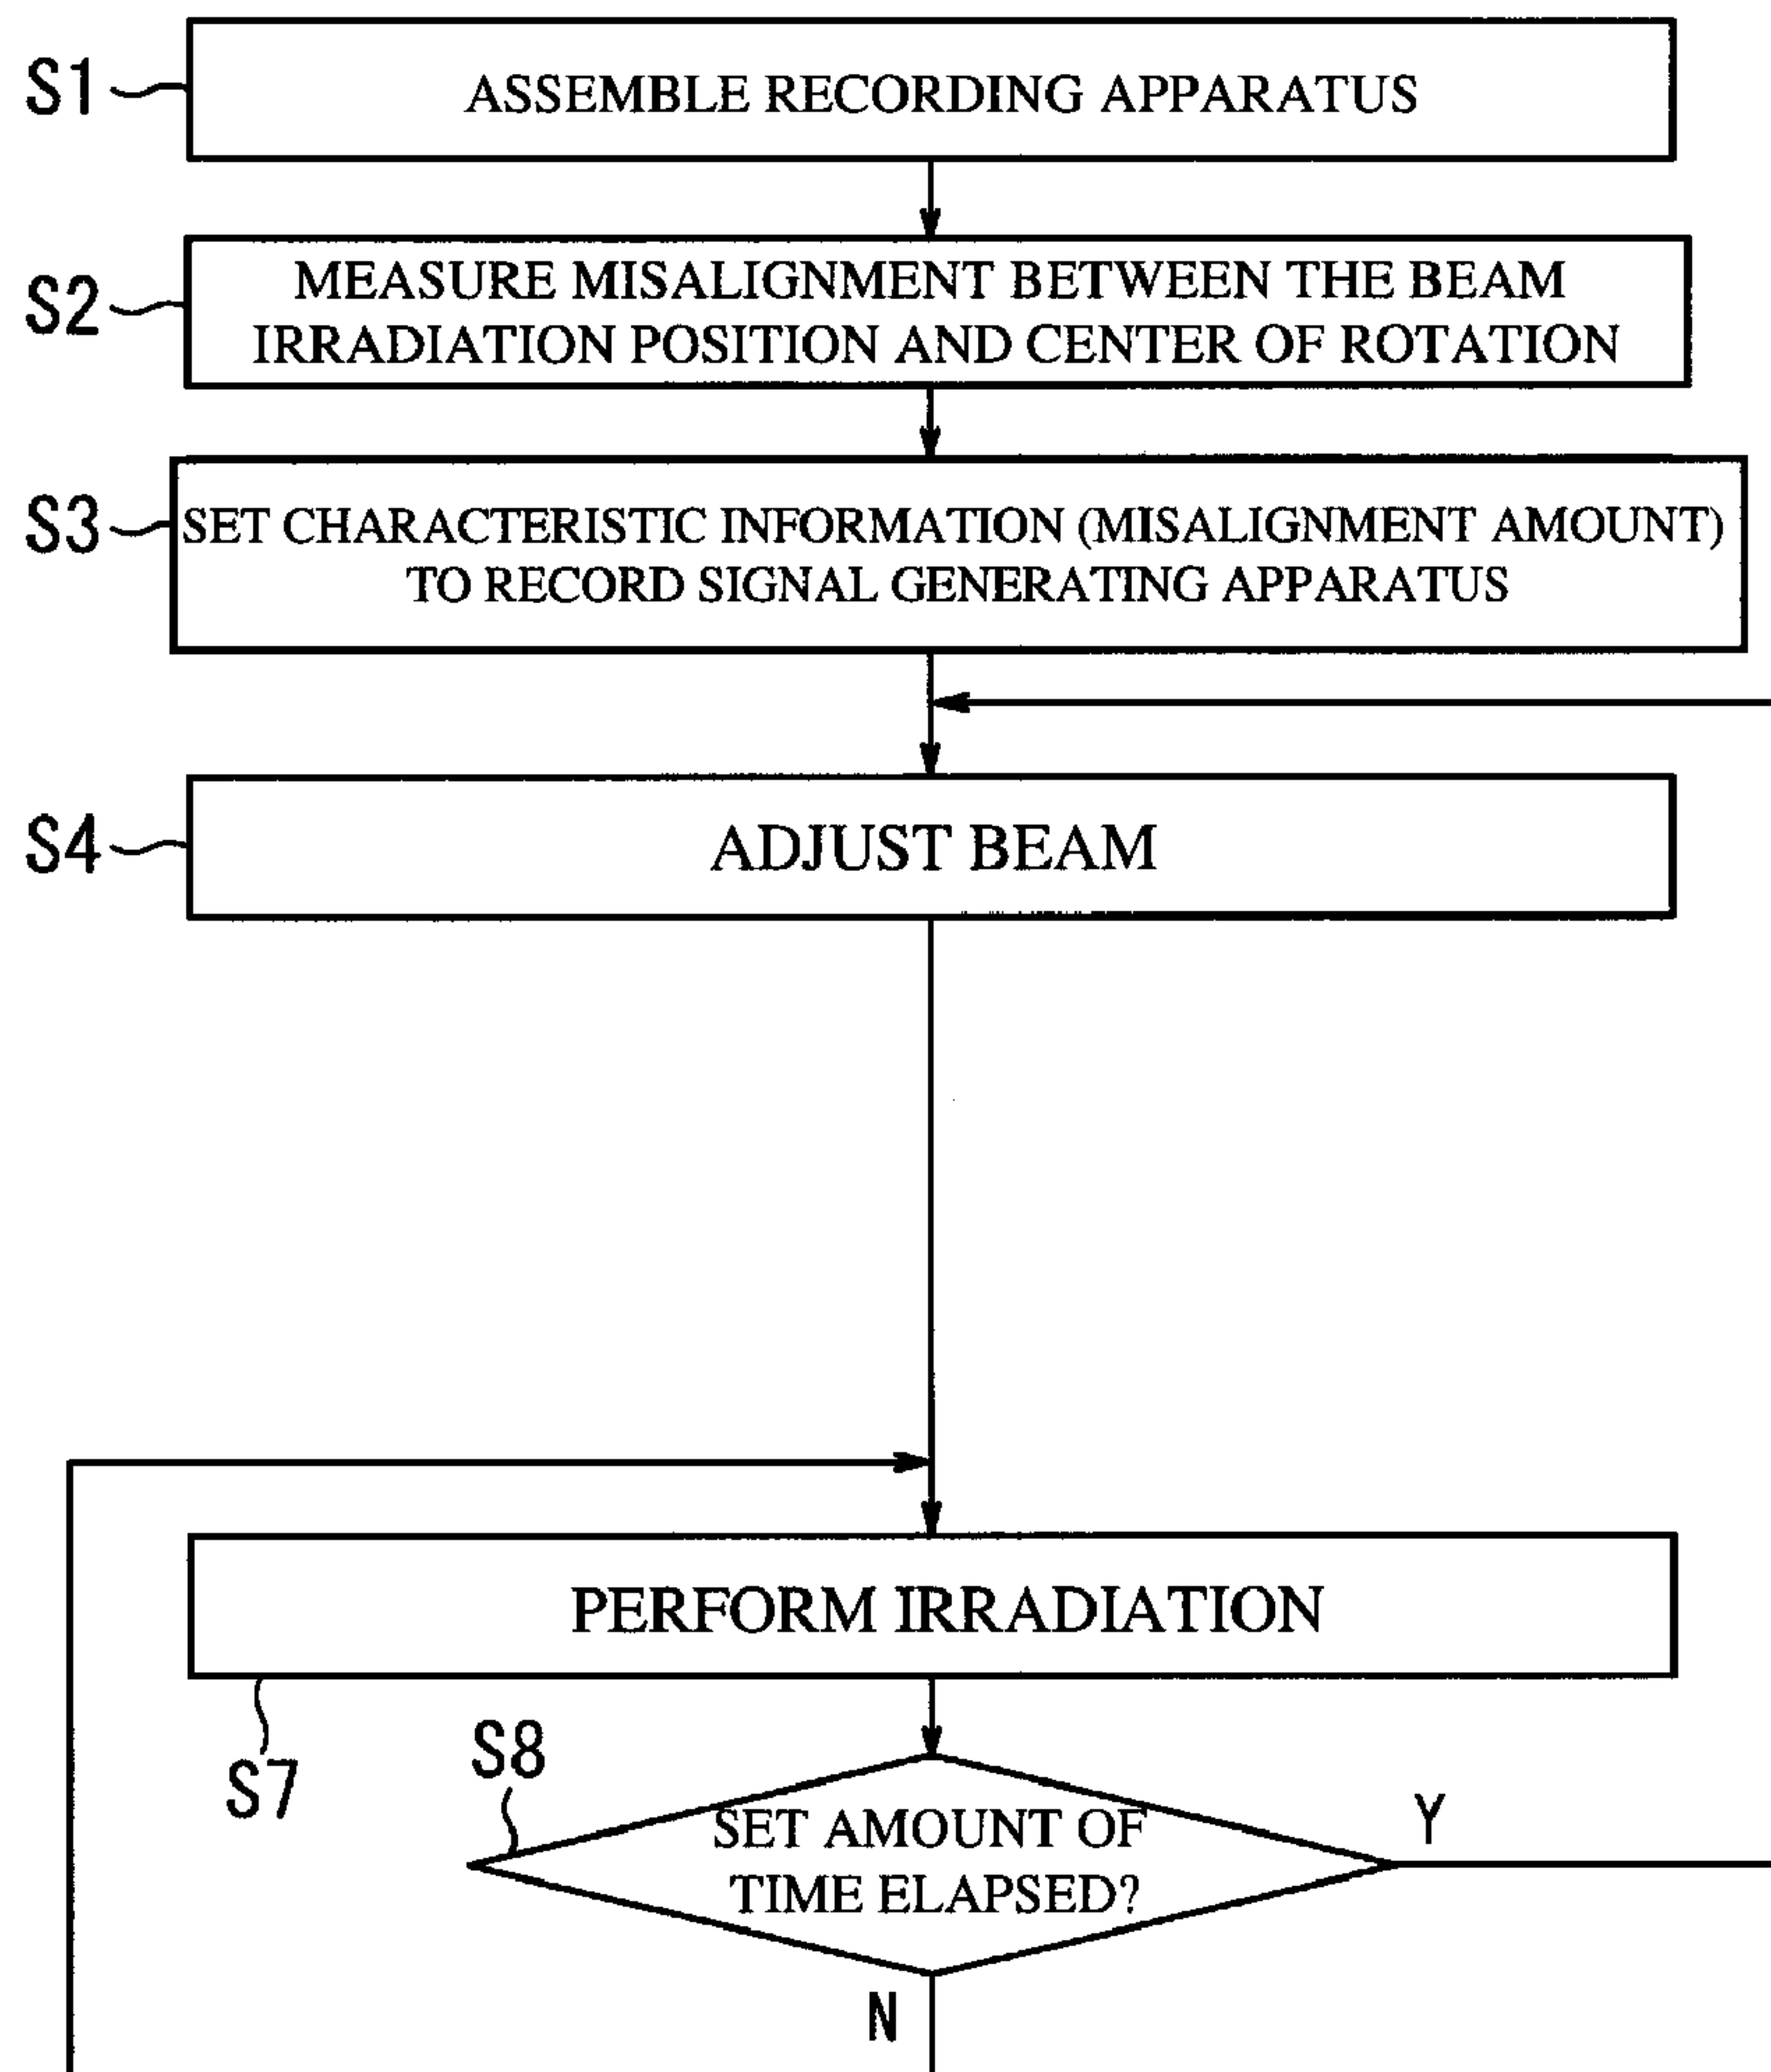 S1
ASSEMBLE RECORDING APPARATUS
S2
MEASURE MISALIGNMENT BETWEEN THE BEAM
IRRADIATION POSITION AND CENTER OF ROTATION
S3
SET CHARACTERISTIC INFORMATION (MISALIGNMENT AMOUNT)
TO RECORD SIGNAL GENERATING APPARATUS
S4
ADJUST BEAM
PERFORM IRRADIATION
S7
S8
SET AMOUNT OF
TIME ELAPSED?
Y
N